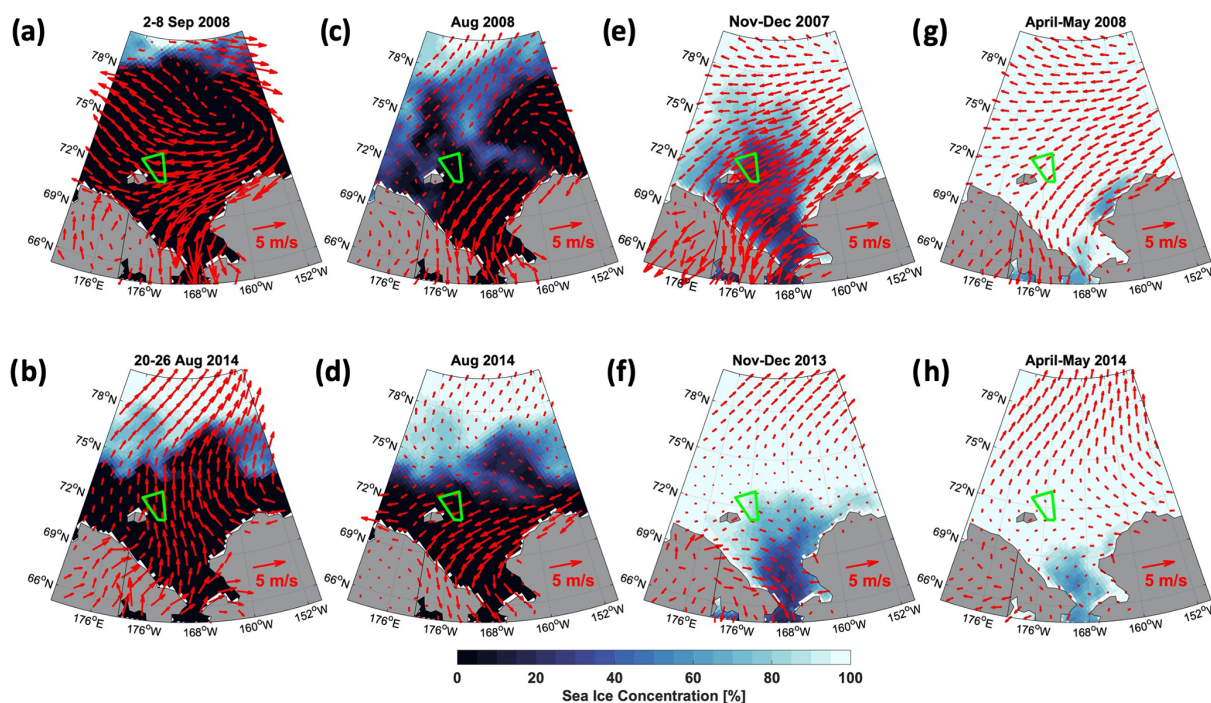 2-8 Sep 2008
Aug 2008
Nov-Dec 2007
April-May 2008
(a)
(c)
(e)
(g)
78°N
75°N
72°N
69°N
66°N
176°E
176°W
168°W
160°W
152°W
5 m/s
78°N
75°N
72°N
69°N
66°N
176°E
176°W
168°W
160°W
152°W
5 m/s
78°N
75°N
72°N
69°N
66°N
176°E
176°W
168°W
160°W
152°W
5 m/s
78°N
75°N
72°N
69°N
66°N
176°E
176°W
168°W
160°W
152°W
5 m/s
20-26 Aug 2014
Aug 2014
Nov-Dec 2013
April-May 2014
(b)
(d)
(f)
(h)
78°N
75°N
72°N
69°N
66°N
176°E
176°W
168°W
160°W
152°W
5 m/s
78°N
75°N
72°N
69°N
66°N
176°E
176°W
168°W
160°W
152°W
5 m/s
78°N
75°N
72°N
69°N
66°N
176°E
176°W
168°W
160°W
152°W
5 m/s
78°N
75°N
72°N
69°N
66°N
176°E
176°W
168°W
160°W
152°W
5 m/s
0 20 40 60 80 100
Sea Ice Concentration [%]